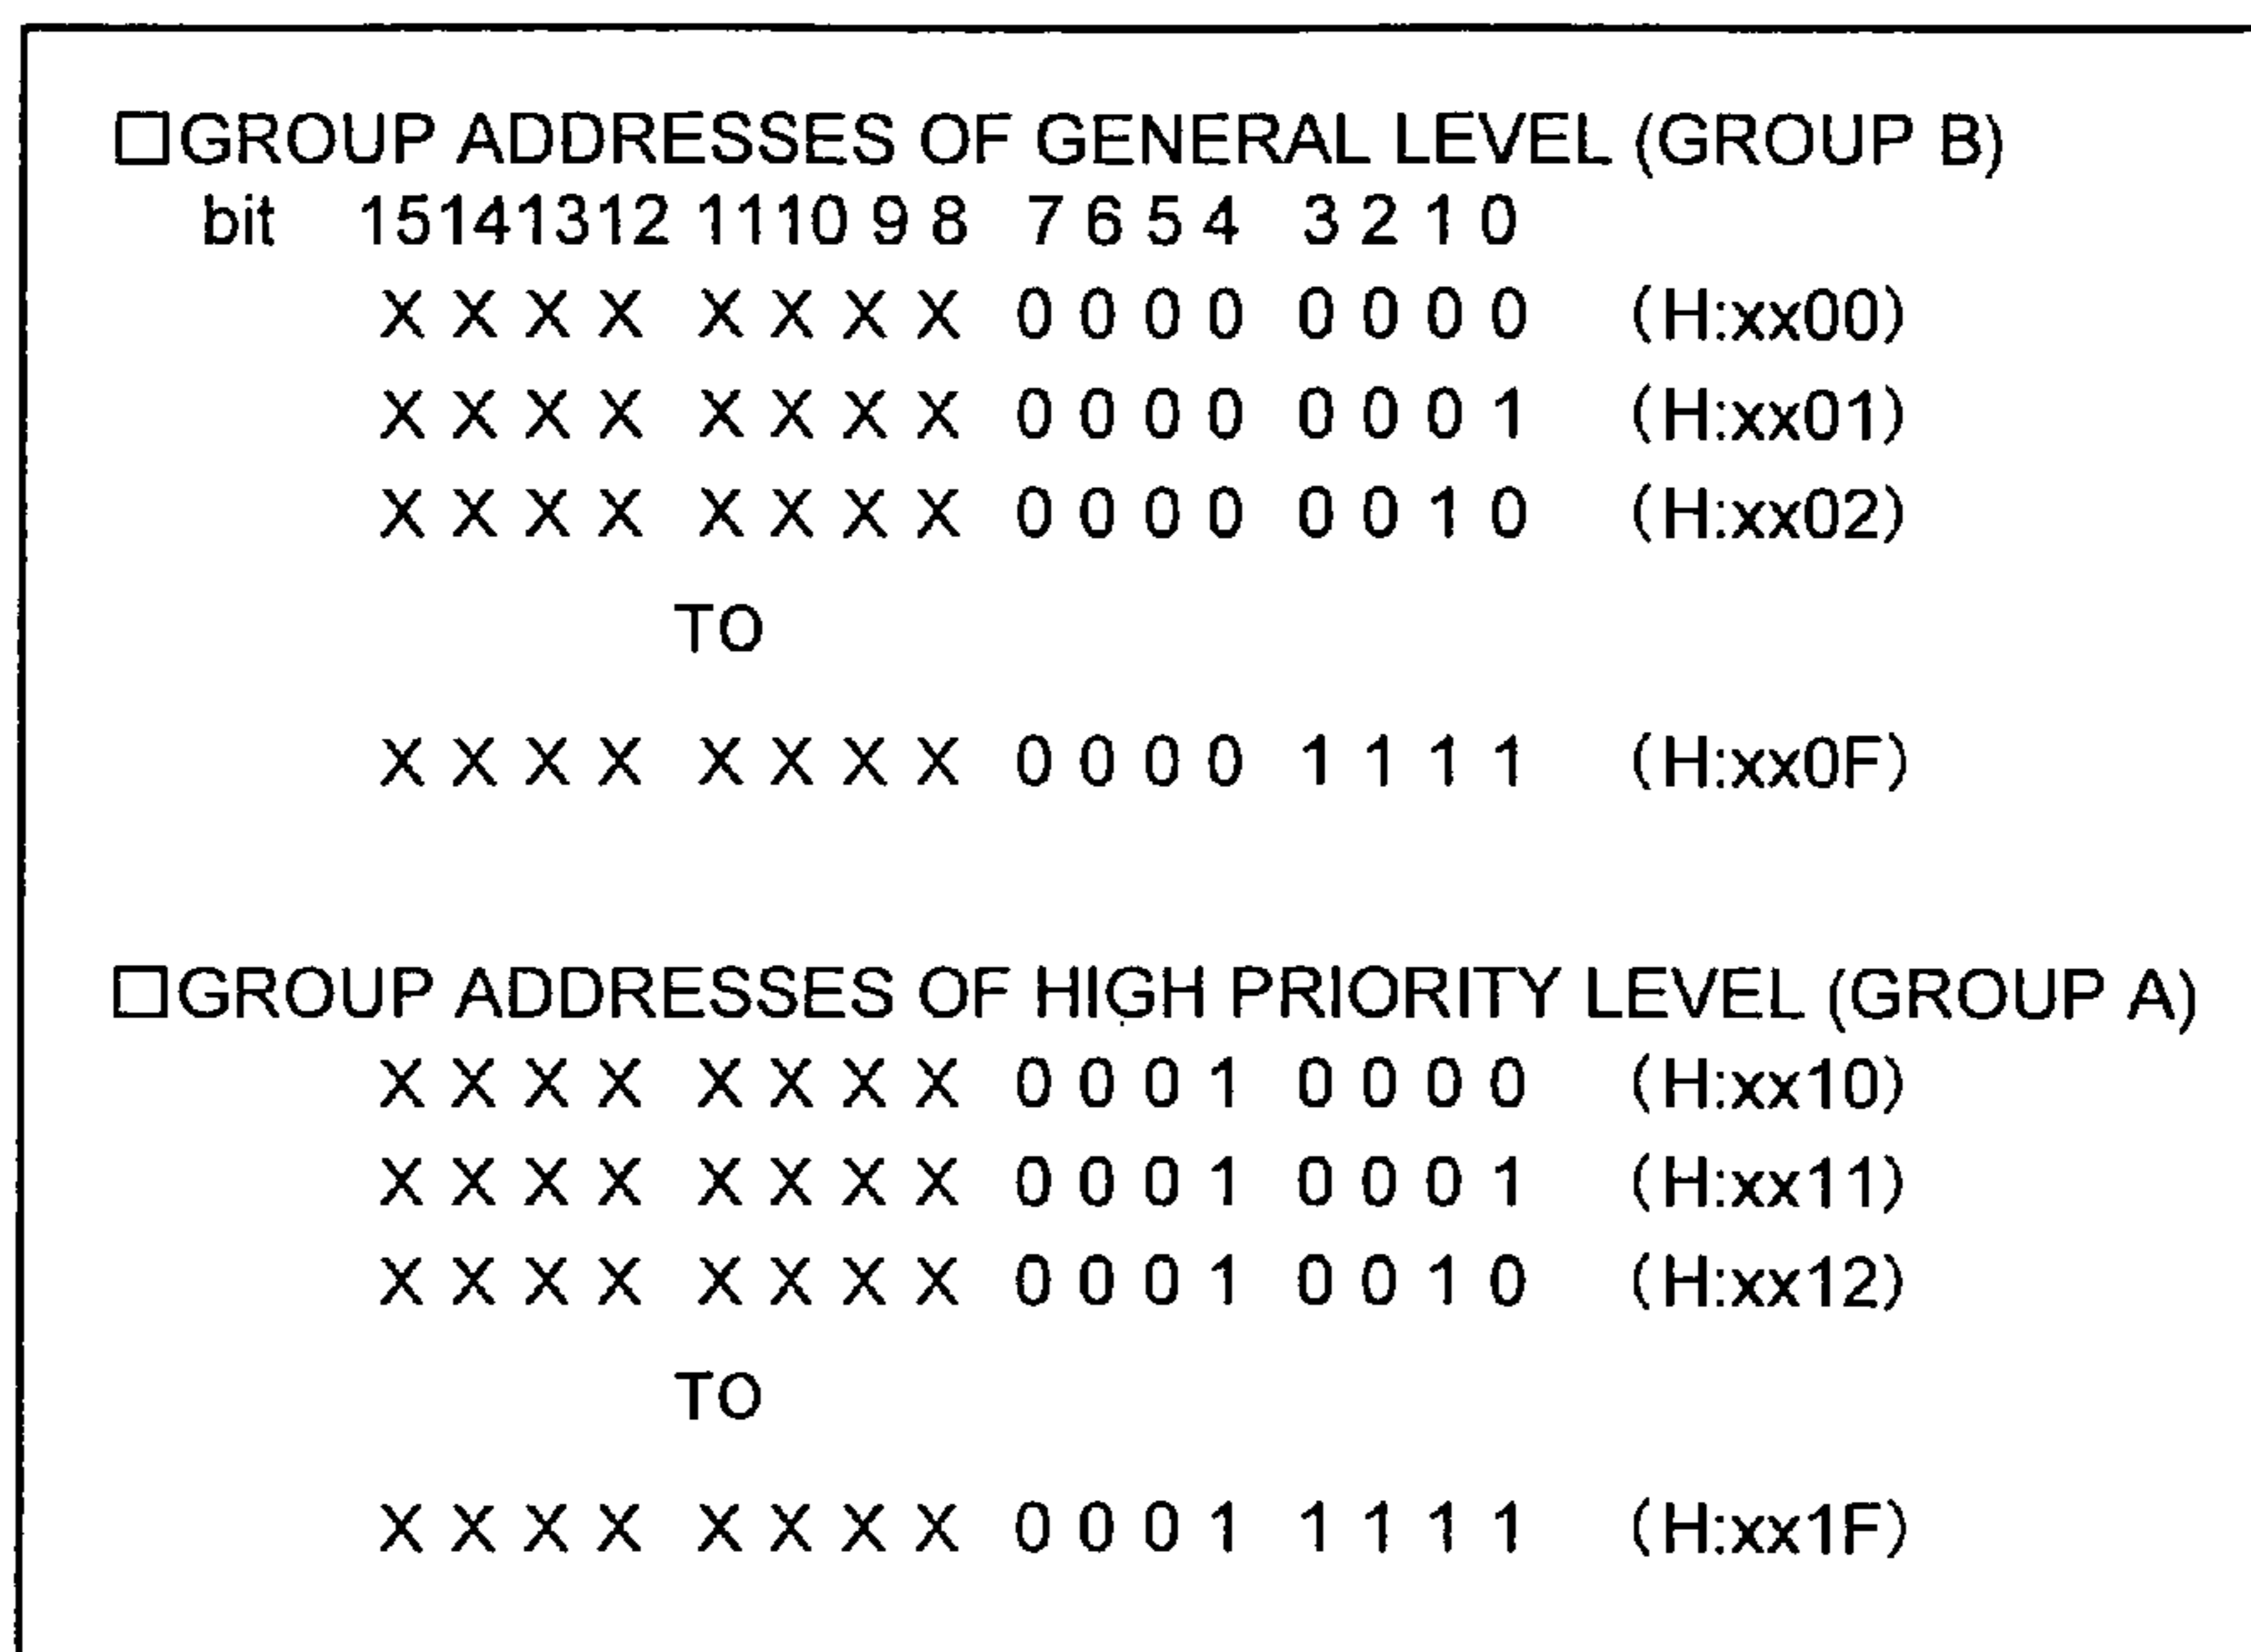 □GROUP ADDRESSES OF GENERAL LEVEL (GROUP B)
bit 15141312 1110 9 8 7 6 5 4 3 2 1 0
X X X X X X X X 0 0 0 0 0 0 0 0 (H:xx00)
X X X X X X X X 0 0 0 0 0 0 0 1 (H:xx01)
X X X X X X X X 0 0 0 0 0 0 1 0 (H:xx02)
TO
X X X X X X X X 0 0 0 0 1 1 1 1 (H:xx0F)
□GROUP ADDRESSES OF HIGH PRIORITY LEVEL (GROUP A)
X X X X X X X X 0 0 0 1 0 0 0 0 (H:xx10)
X X X X X X X X 0 0 0 1 0 0 0 1 (H:xx11)
X X X X X X X X 0 0 0 1 0 0 1 0 (H:xx12)
TO
X X X X X X X X 0 0 0 1 1 1 1 1 (H:xx1F)